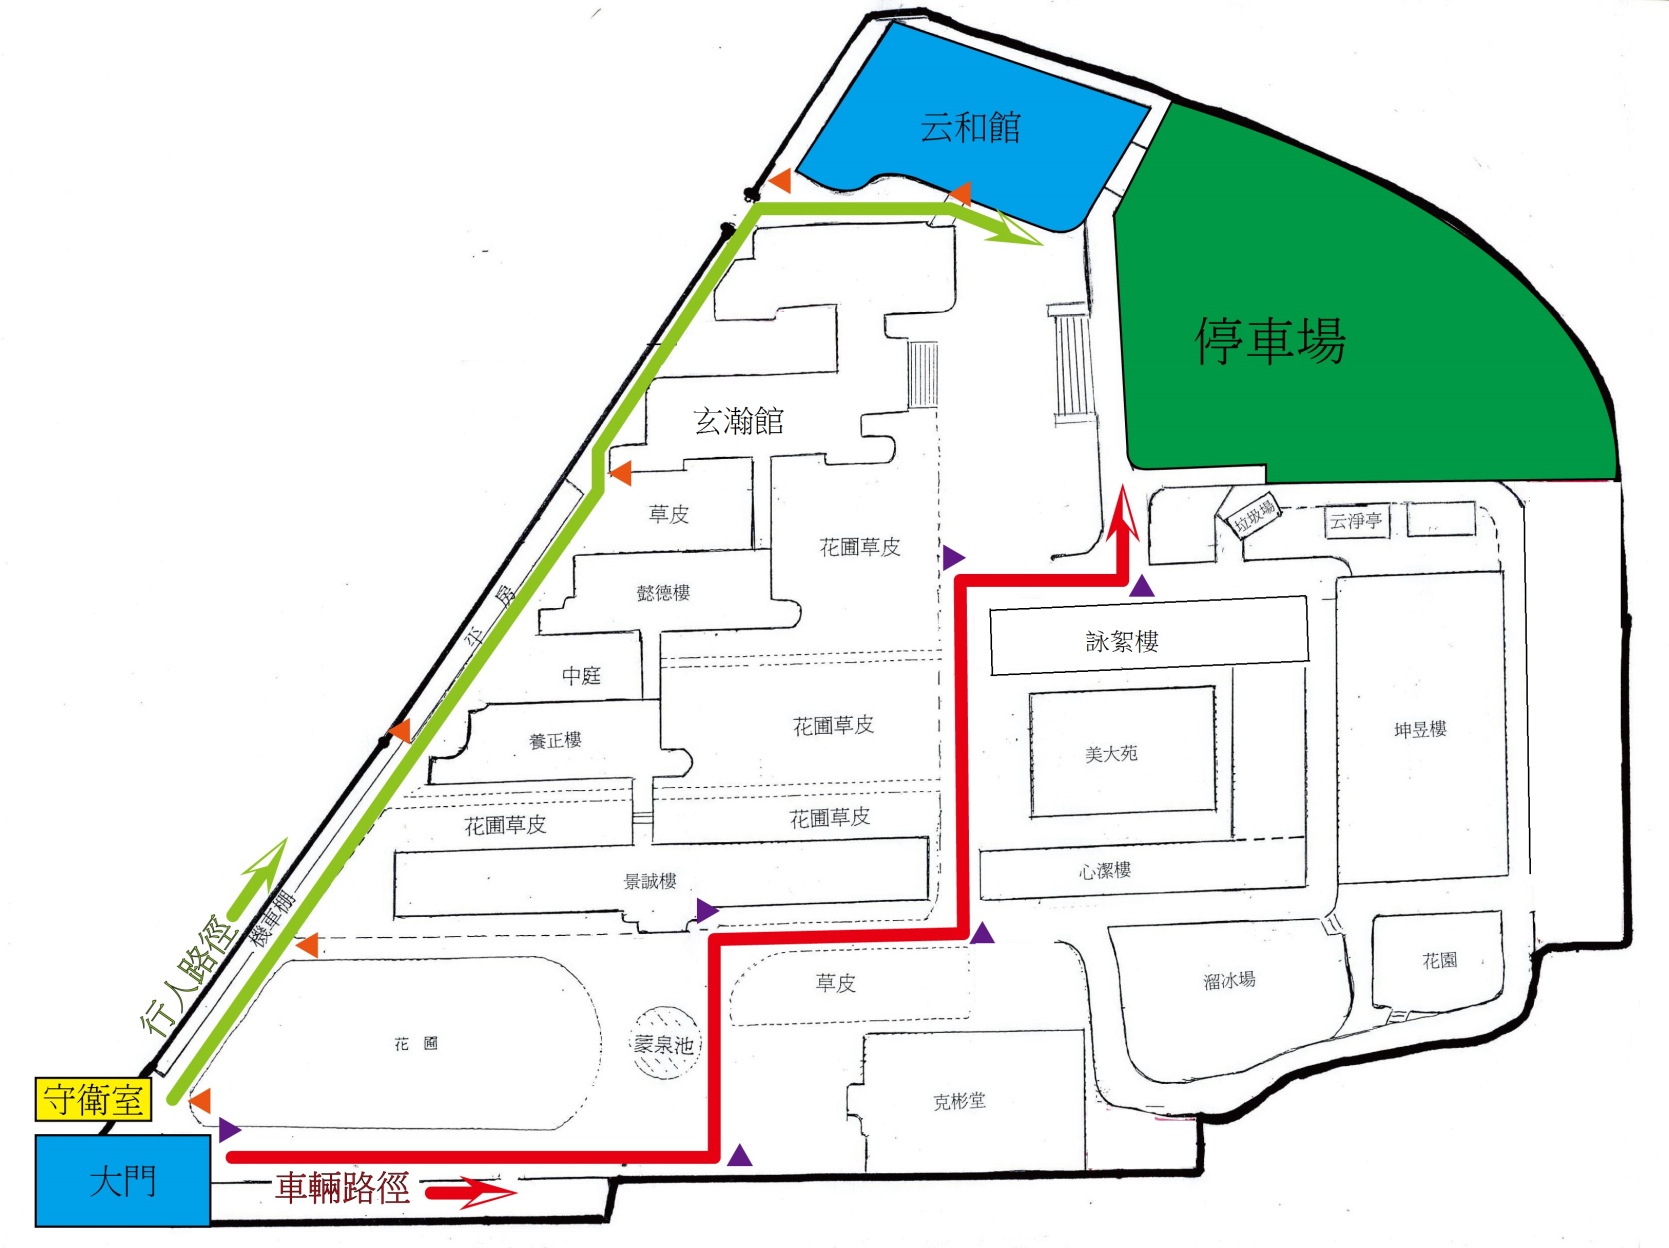 云和館
停車場
玄瀚館
草皮
花圃草皮
垃圾場
云淨亭
懿德樓
平房
詠絮樓
中庭
養正樓
花圃草皮
美大苑
坤昱樓
花圃草皮
花圃草皮
景誠樓
心潔樓
機車棚
行人路徑
草皮
溜冰場
花園
花圃
蒙泉池
守衛室
克彬堂
大門
車輛路徑